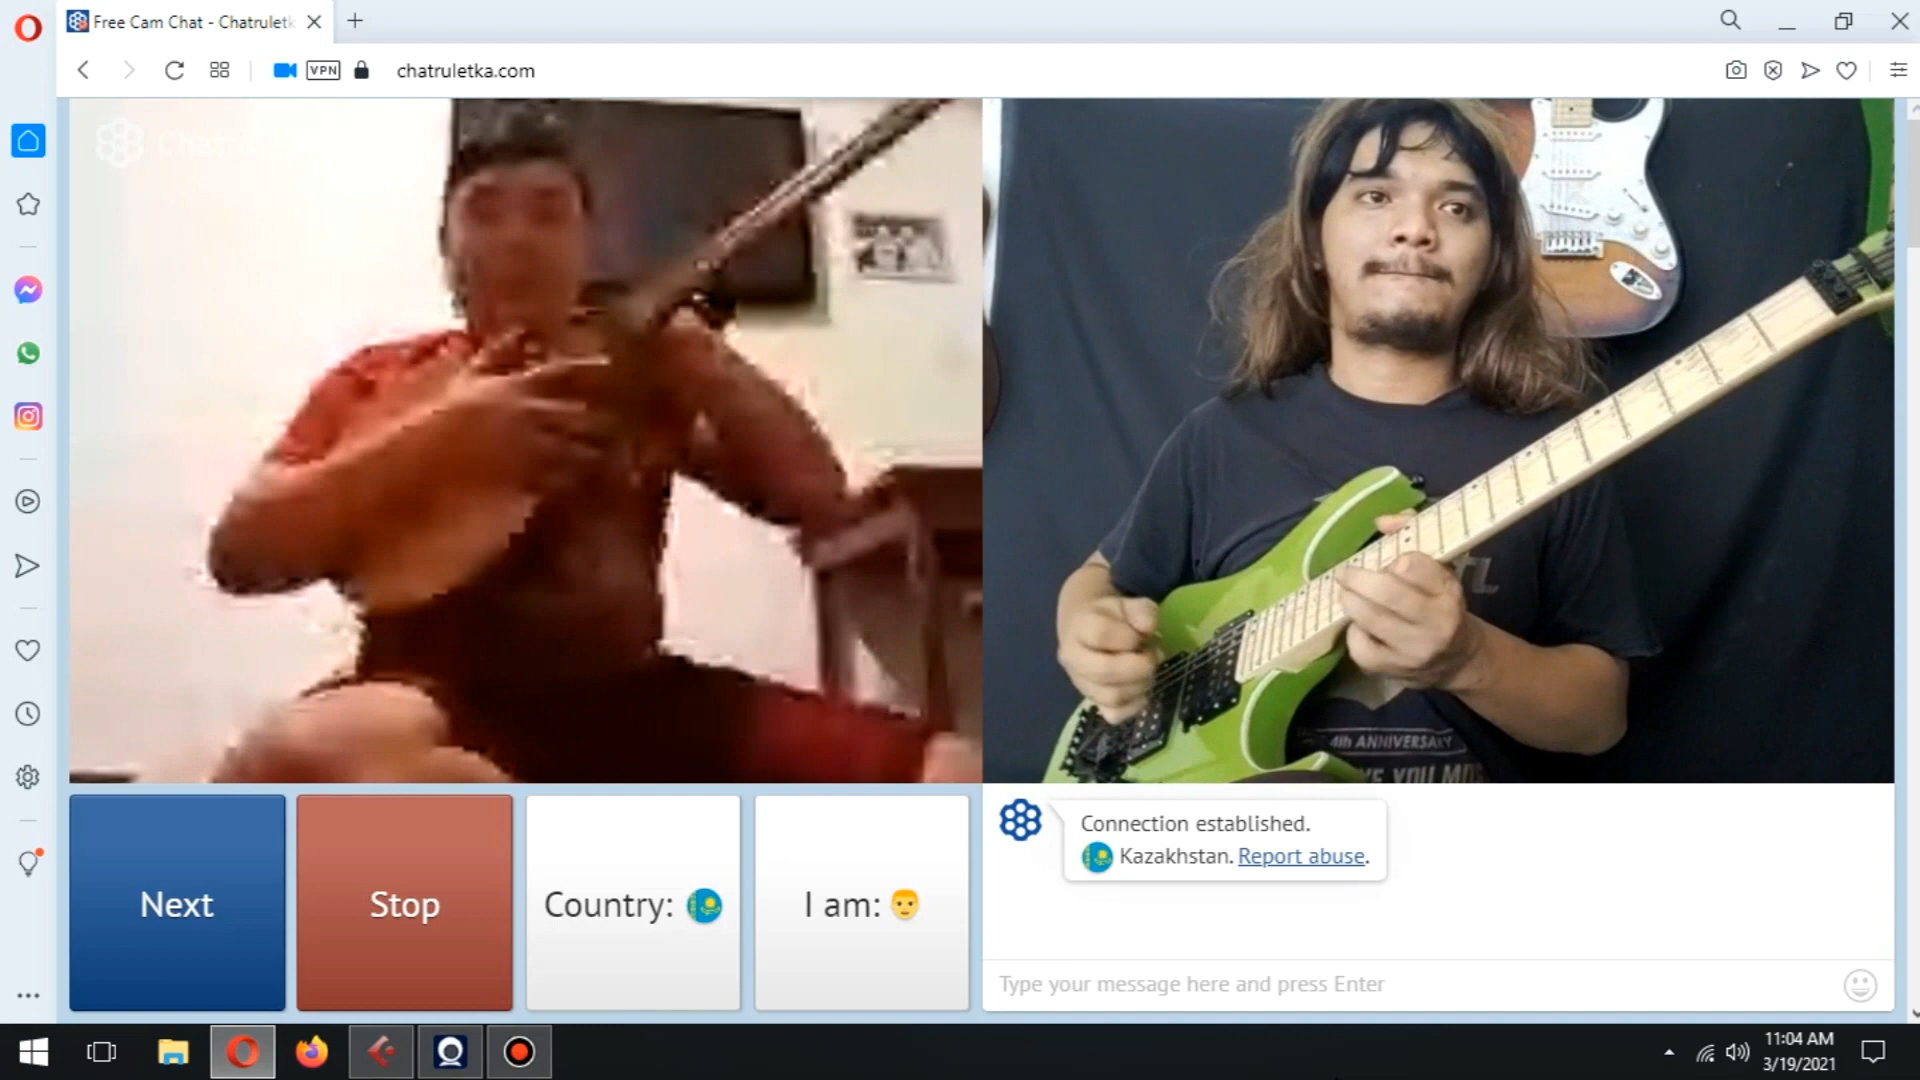 Free Cam Chat - Chatruletk
VPN
chatruletka.com
4th ANNIVERSARY
Next
Stop
Country:
I am:
Connection established.
Kazakhstan. Report abuse.
Type your message here and press Enter
11:04 AM
3/19/2021